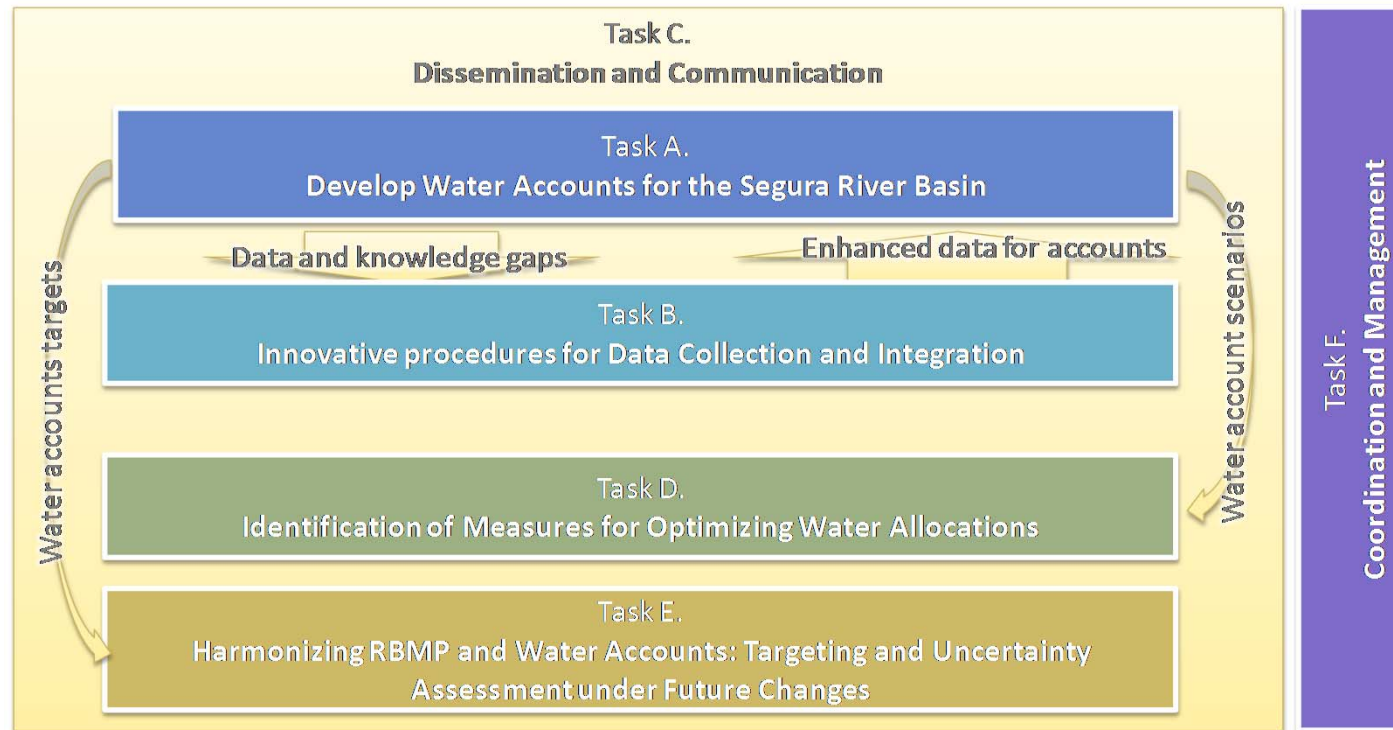 Task C.
Dissemination and Communication
Task A.
Develop Water Accounts for the Segura River Basin
Data and knowledge gaps
Enhanced data for accounts
Task B.
Innovative procedures for Data Collection and Integration
Task D.
Identification of Measures for Optimizing Water Allocations
Task E.
Harmonizing RBMP and Water Accounts: Targeting and Uncertainty
Assessment under Future Changes
Water accounts targets
Water account scenarios
Task F.
Coordination and Management